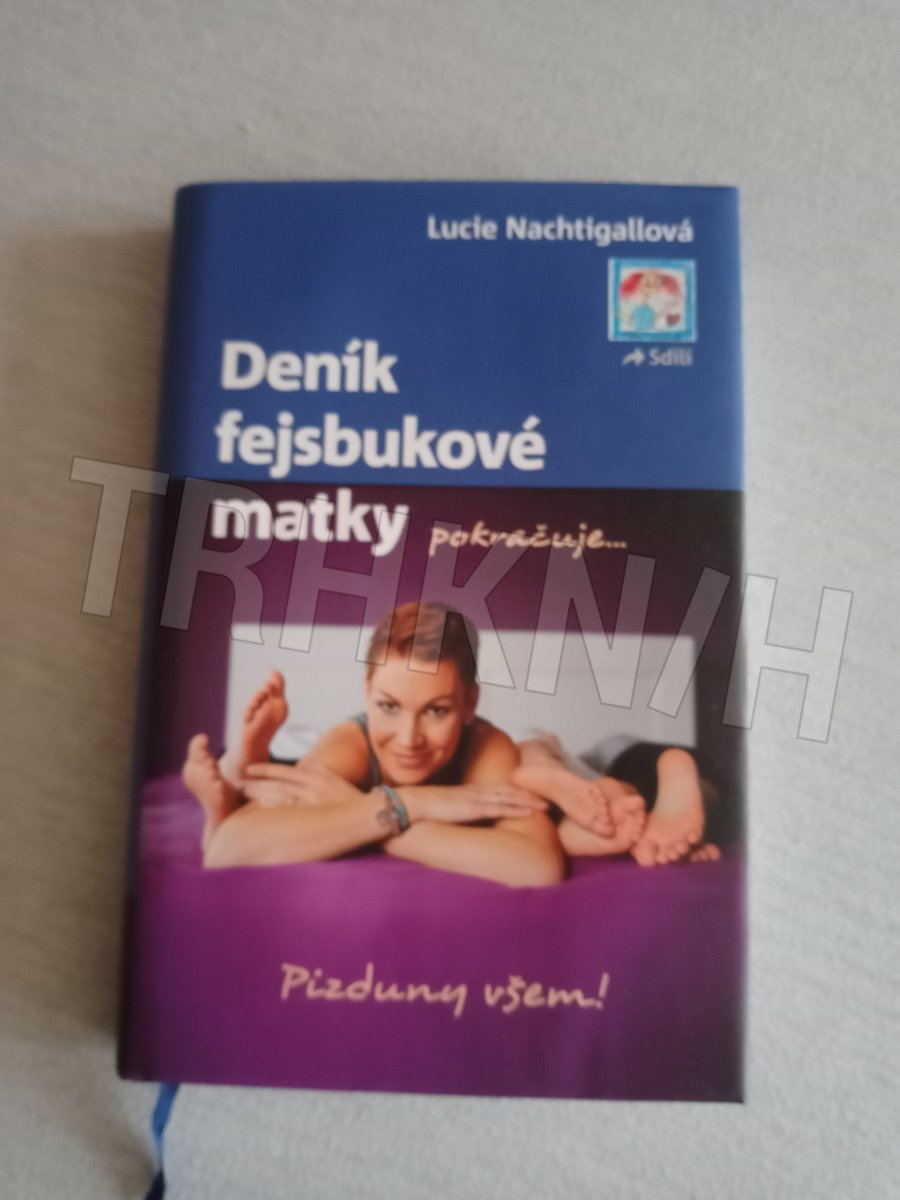 Lucie Nachtigallová
Sdílí
Deník
fejsbukové
matky pokračuje...
TRHKNIH
Pizduny všem!